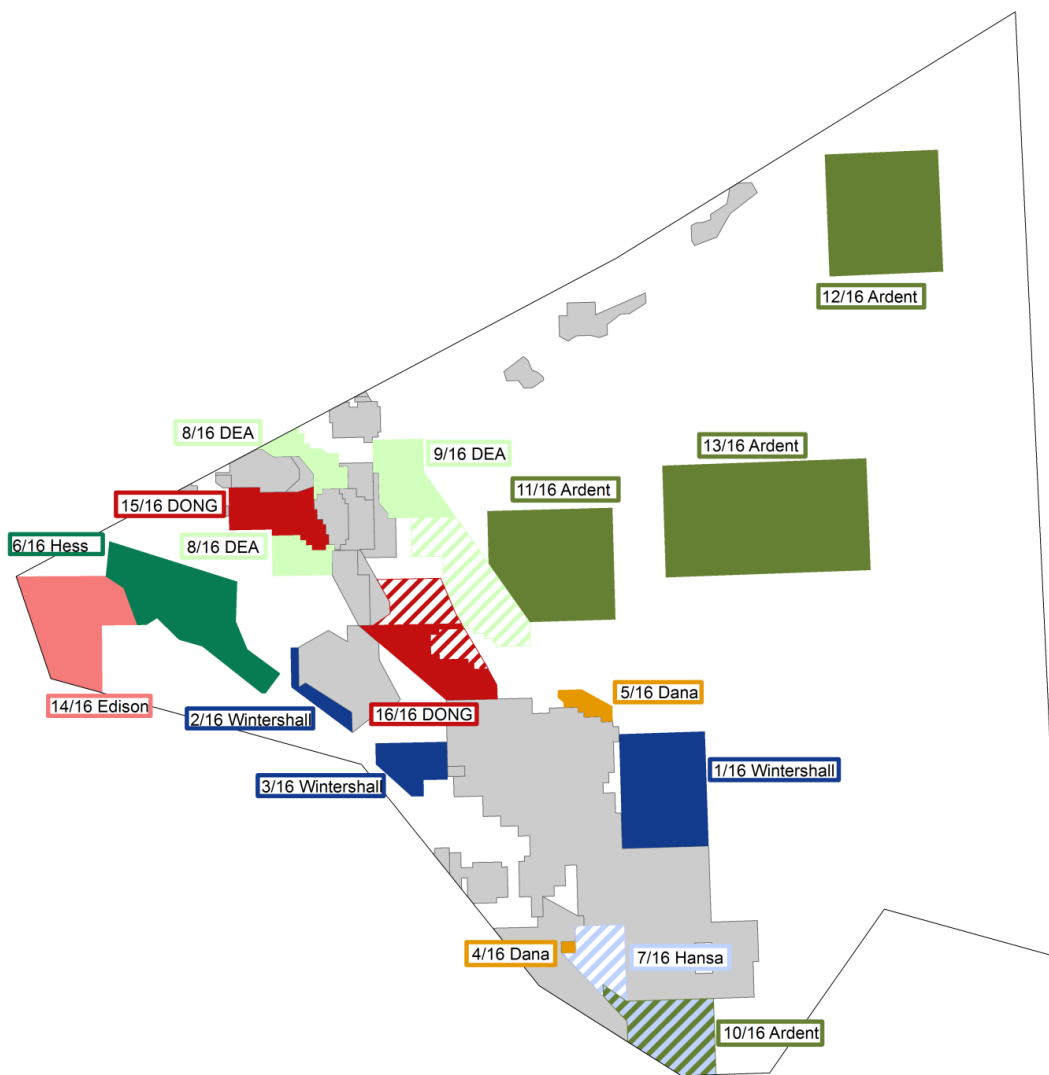 12/16 Ardent
8/16 DEA
13/16 Ardent
9/16 DEA
11/16 Ardent
15/16 DONG
6/16 Hess
8/16 DEA
5/16 Dana
14/16 Edison
2/16 Wintershall
16/16 DONG
1/16 Wintershall
3/16 Wintershall
4/16 Dana
7/16 Hansa
10/16 Ardent